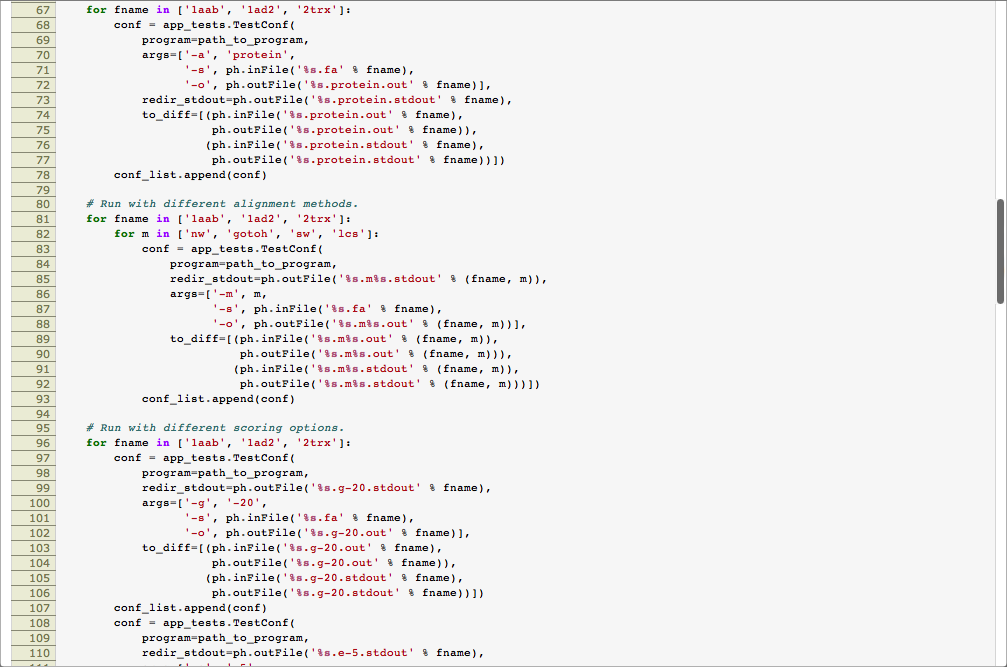 67 for fname in ['1aab', '1ad2', '2trx']:
68 conf = app_tests.TestConf(
69 program=path_to_program,
70 args=['-a', 'protein',
71 '-s', ph.inFile('%s.fa' % fname),
72 '-o', ph.outFile('%s.protein.out' % fname)],
73 redir_stdout=ph.outFile('%s.protein.stdout' % fname),
74 to_diff=[(ph.inFile('%s.protein.out' % fname),
75 ph.outFile('%s.protein.out' % fname)),
76 (ph.inFile('%s.protein.stdout' % fname),
77 ph.outFile('%s.protein.stdout' % fname))])
78 conf_list.append(conf)
79
80 # Run with different alignment methods.
81 for fname in ['1aab', '1ad2', '2trx']:
82 for m in ['nw', 'gotoh', 'sw', 'lcs']:
83 conf = app_tests.TestConf(
84 program=path_to_program,
85 redir_stdout=ph.outFile('%s.m%s.stdout' % (fname, m)),
86 args=['-m', m,
87 '-s', ph.inFile('%s.fa' % fname),
88 '-o', ph.outFile('%s.m%s.out' % (fname, m))],
89 to_diff=[(ph.inFile('%s.m%s.out' % (fname, m)),
90 ph.outFile('%s.m%s.out' % (fname, m))),
91 (ph.inFile('%s.m%s.stdout' % (fname, m)),
92 ph.outFile('%s.m%s.stdout' % (fname, m)))])
93 conf_list.append(conf)
94
95 # Run with different scoring options.
96 for fname in ['1aab', '1ad2', '2trx']:
97 conf = app_tests.TestConf(
98 program=path_to_program,
99 redir_stdout=ph.outFile('%s.g-20.stdout' % fname),
100 args=['-g', '-20',
101 '-s', ph.inFile('%s.fa' % fname),
102 '-o', ph.outFile('%s.g-20.out' % fname)],
103 to_diff=[(ph.inFile('%s.g-20.out' % fname),
104 ph.outFile('%s.g-20.out' % fname)),
105 (ph.inFile('%s.g-20.stdout' % fname),
106 ph.outFile('%s.g-20.stdout' % fname))])
107 conf_list.append(conf)
108 conf = app_tests.TestConf(
109 program=path_to_program,
110 redir_stdout=ph.outFile('%s.e-5.stdout' % fname),